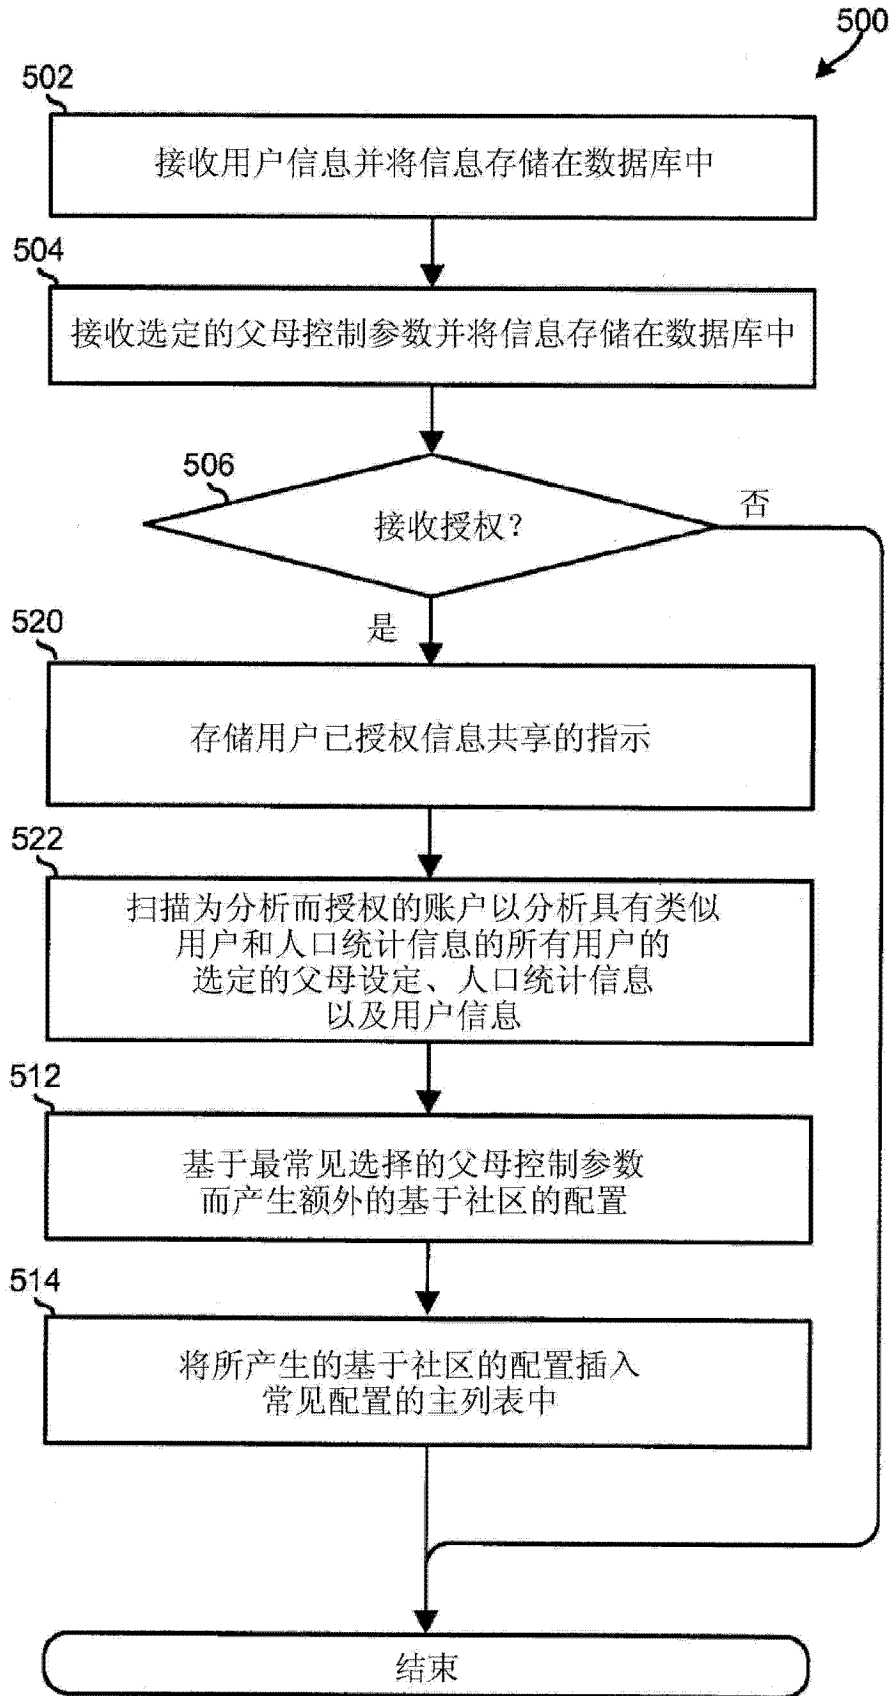 500
502
接收用户信息并将信息存储在数据库中
504
接收选定的父母控制参数并将信息存储在数据库中
506
接收授权?
否
是
520
存储用户已授权信息共享的指示
522
扫描为分析而授权的账户以分析具有类似
用户和人口统计信息的所有用户的
选定的父母设定、人口统计信息
以及用户信息
512
基于最常见选择的父母控制参数
而产生额外的基于社区的配置
514
将所产生的基于社区的配置插入
常见配置的主列表中
结束